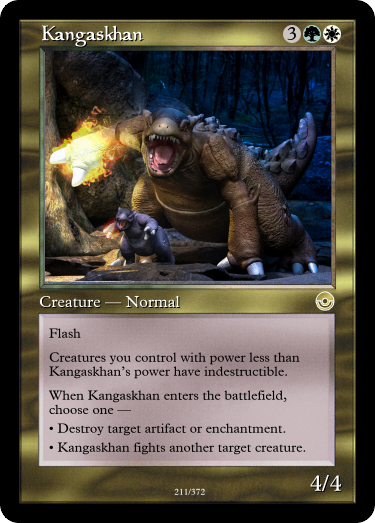 Kangaskhan 3
Creature — Normal
Flash
Creatures you control with power less than
Kangaskhan's power have indestructible.
When Kangaskhan enters the battlefield,
choose one —
• Destroy target artifact or enchantment.
• Kangaskhan fights another target creature.
211/372
4/4